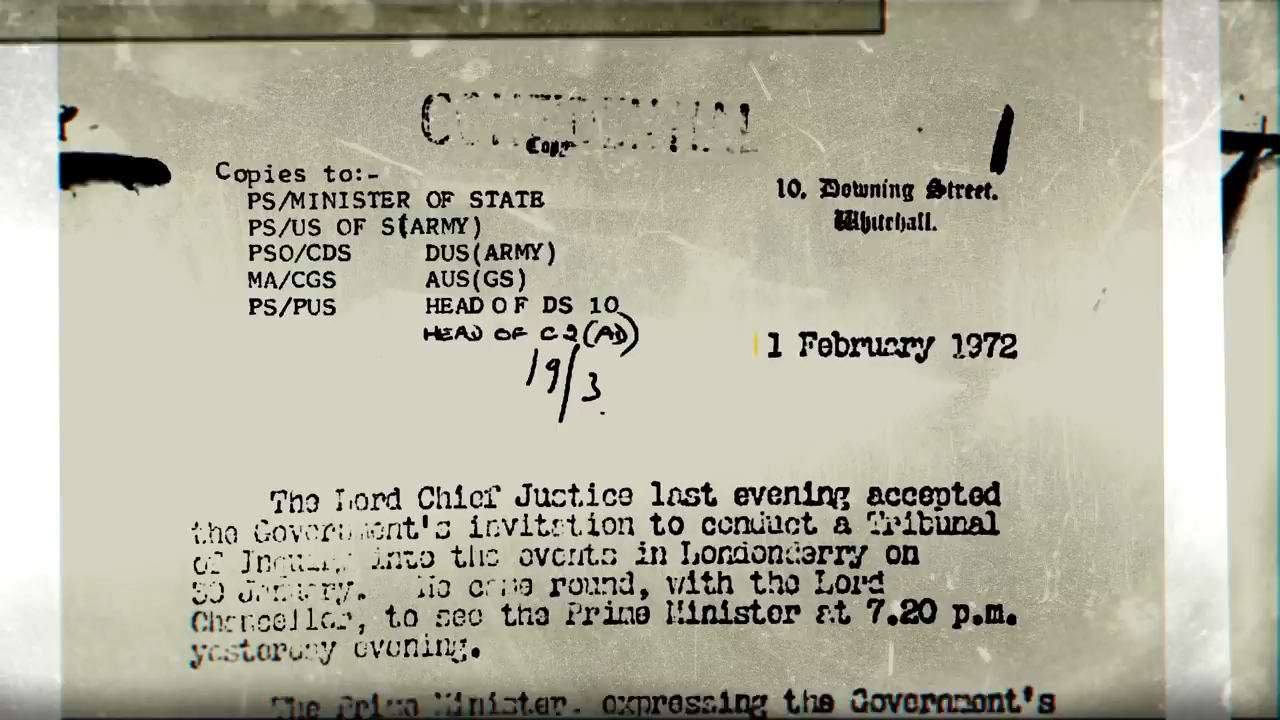 CONFIDENTIAL
Copy
Copies to:-
10, Downing Street,
Whitehall.
PS/MINISTER OF STATE
PS/US OF S(ARMY)
PSO/CDS DUS(ARMY)
MA/CGS AUS(GS)
PS/PUS HEAD OF DS 10
HEAD OF C2(AD)
19/3
1 February 1972
The Lord Chief Justice last evening accepted
the Government's invitation to conduct a Tribunal
of Inquiry into the events in Londonderry on
30 January. He came round, with the Lord
Chancellor, to see the Prime Minister at 7.20 p.m.
yesterday evening.
The Prime Minister, expressing the Government's